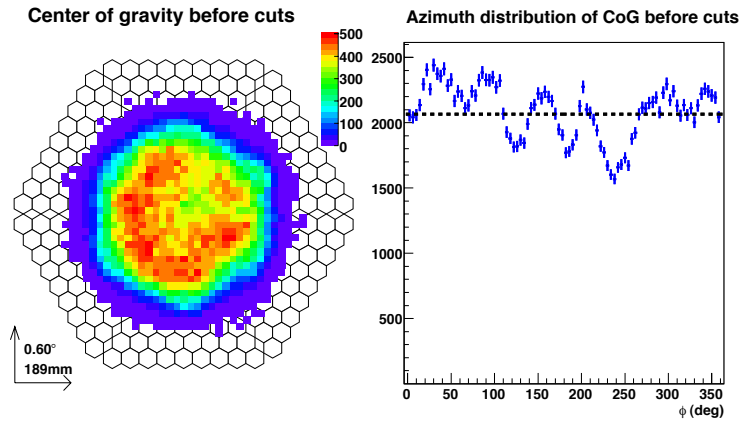 Center of gravity before cuts
500
400
300
200
100
0
0.60°
189mm
Azimuth distribution of CoG before cuts
2500
2000
1500
1000
500
0 50 100 150 200 250 300 350
ϕ (deg)